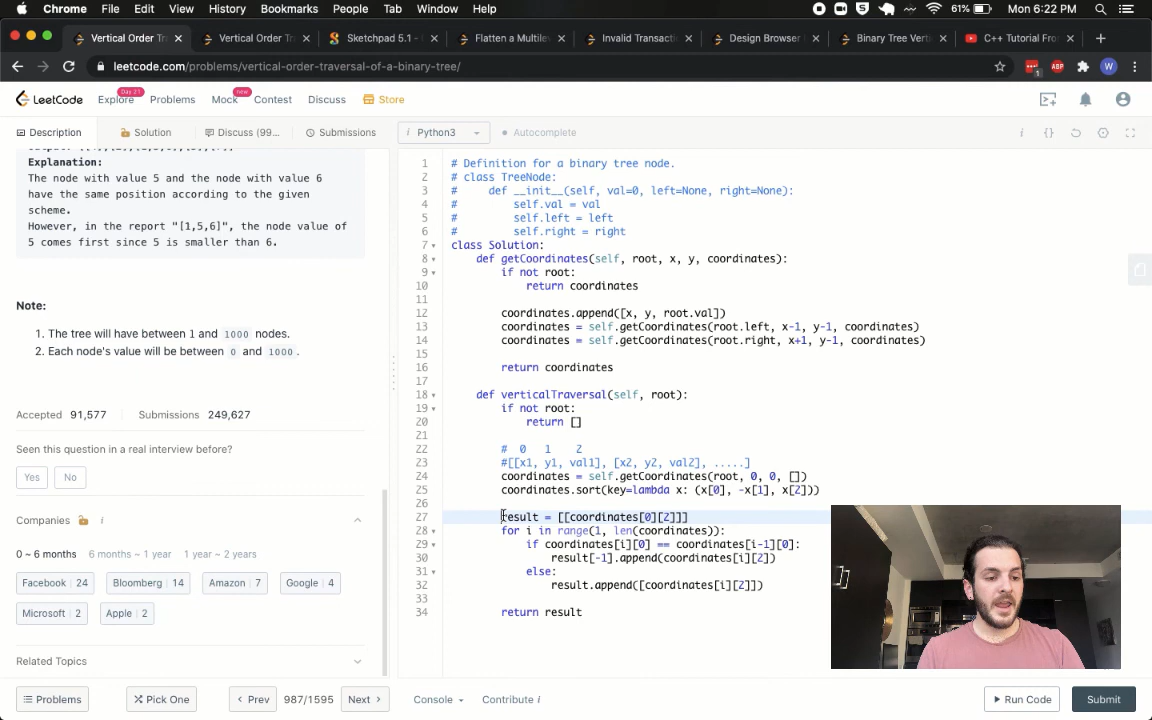 Chrome File Edit View History Bookmarks People Tab Window Help 61% Mon 6:22 PM
Vertical Order Tr Vertical Order Tr Sketchpad 5.1 - Flatten a Multile Invalid Transacti Design Browser Binary Tree Verti C++ Tutorial Fro
leetcode.com/problems/vertical-order-traversal-of-a-binary-tree/ 1 ABP W
LeetCode Explore Day 21 Problems Mock new Contest Discuss Store
Description Solution Discuss (99... Submissions i Python3 Autocomplete
Explanation:
The node with value 5 and the node with value 6
have the same position according to the given
scheme.
However, in the report "[1,5,6]", the node value of
5 comes first since 5 is smaller than 6.
Note:
1. The tree will have between 1 and 1000 nodes.
2. Each node's value will be between 0 and 1000.
Accepted 91,577 Submissions 249,627
Seen this question in a real interview before?
Yes No
Companies
0 ~ 6 months 6 months ~ 1 year 1 year ~ 2 years
Facebook 24 Bloomberg 14 Amazon 7 Google 4
Microsoft 2 Apple 2
Related Topics
1 # Definition for a binary tree node.
2 # class TreeNode:
3 # def __init__(self, val=0, left=None, right=None):
4 # self.val = val
5 # self.left = left
6 # self.right = right
7 class Solution:
8 def getCoordinates(self, root, x, y, coordinates):
9 if not root:
10 return coordinates
11
12 coordinates.append([x, y, root.val])
13 coordinates = self.getCoordinates(root.left, x-1, y-1, coordinates)
14 coordinates = self.getCoordinates(root.right, x+1, y-1, coordinates)
15
16 return coordinates
17
18 def verticalTraversal(self, root):
19 if not root:
20 return []
21
22 # 0 1 2
23 #[[x1, y1, val1], [x2, y2, val2], .....]
24 coordinates = self.getCoordinates(root, 0, 0, [])
25 coordinates.sort(key=lambda x: (x[0], -x[1], x[2]))
26
27 result = [[coordinates[0][2]]]
28 for i in range(1, len(coordinates)):
29 if coordinates[i][0] == coordinates[i-1][0]:
30 result[-1].append(coordinates[i][2])
31 else:
32 result.append([coordinates[i][2]])
33
34 return result
Problems Pick One Prev 987/1595 Next Console Contribute i Run Code Submit